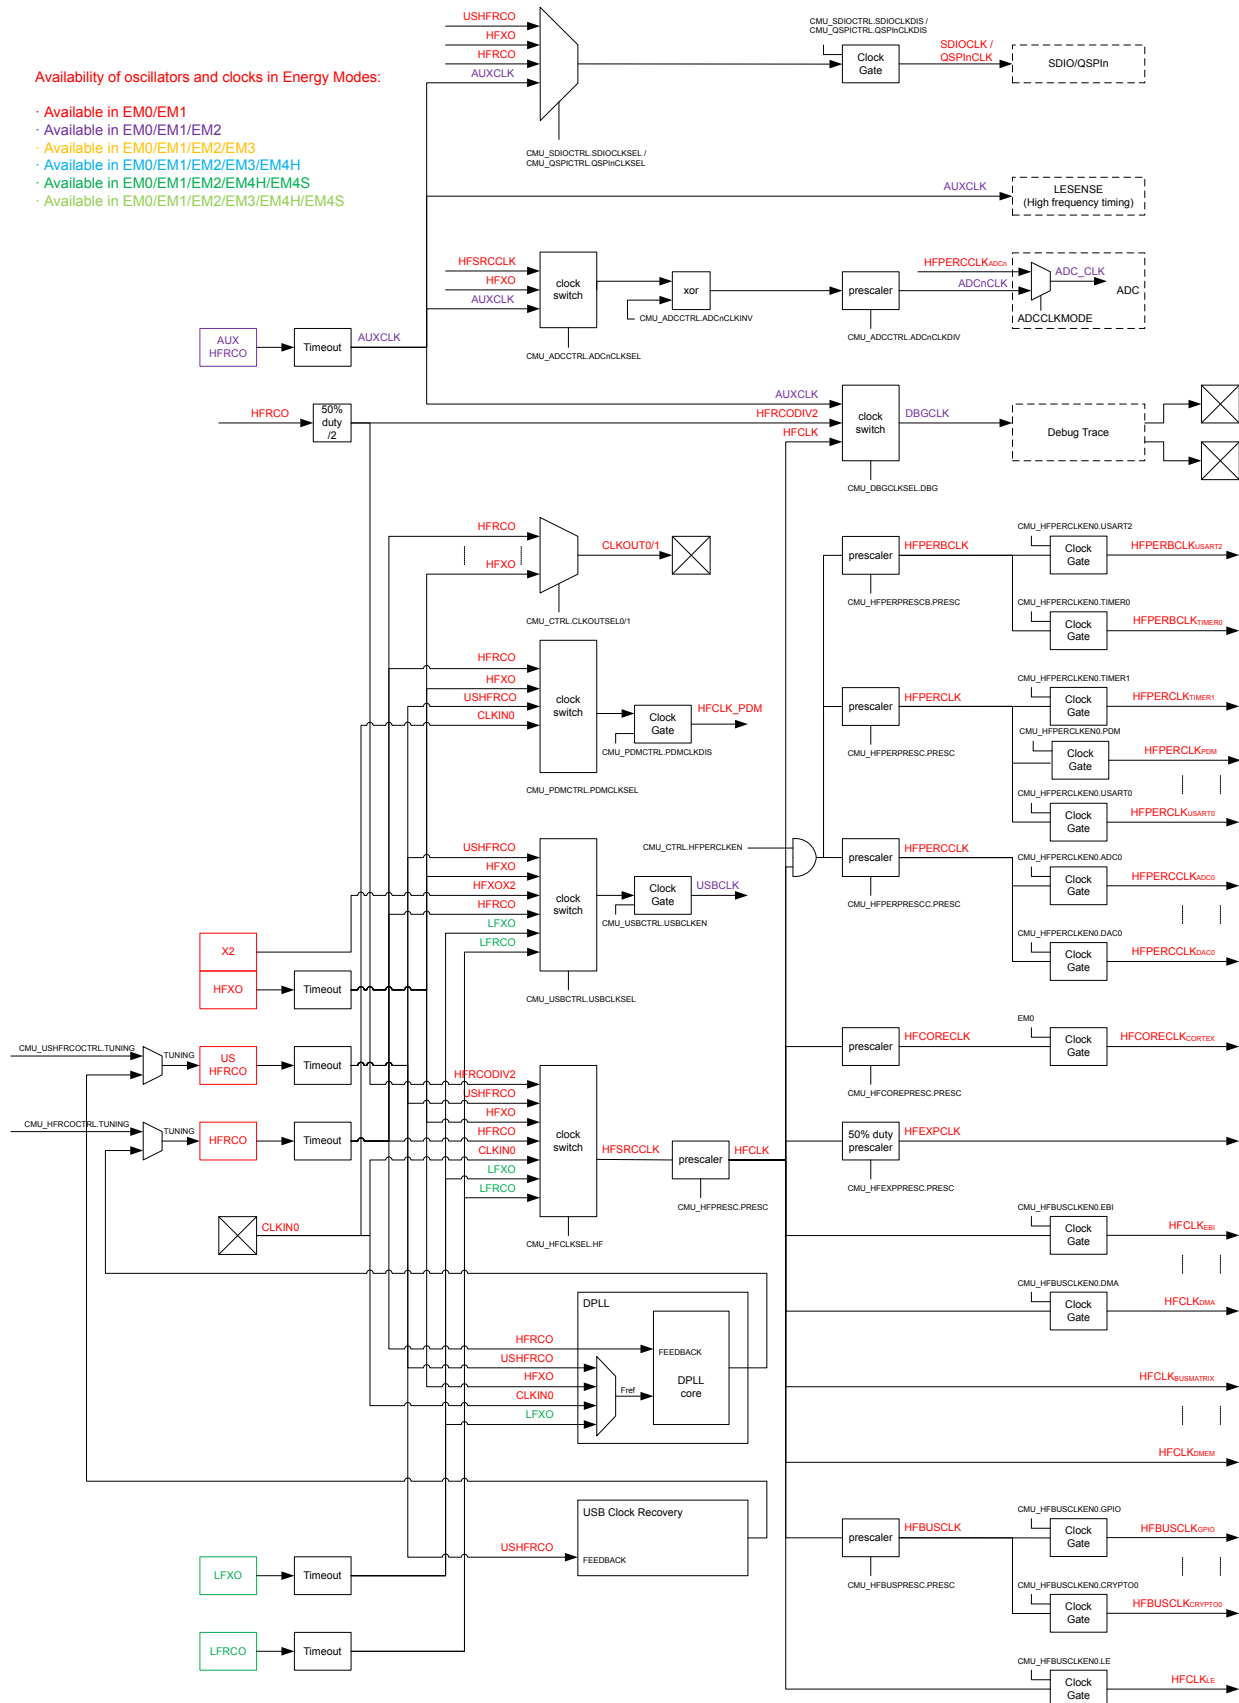 Availability of oscillators and clocks in Energy Modes:
· Available in EM0/EM1
· Available in EM0/EM1/EM2
· Available in EM0/EM1/EM2/EM3
· Available in EM0/EM1/EM2/EM3/EM4H
· Available in EM0/EM1/EM2/EM4H/EM4S
· Available in EM0/EM1/EM2/EM3/EM4H/EM4S
USHFRCO
HFXO
HFRCO
AUXCLK
CMU_SDIOCTRL.SDIOCLKSEL /
CMU_QSPICTRL.QSPInCLKSEL
CMU_SDIOCTRL.SDIOCLKDIS /
CMU_QSPICTRL.QSPInCLKDIS
Clock
Gate
SDIOCLK /
QSPInCLK
SDIO/QSPIn
AUXCLK
LESENSE
(High frequency timing)
HFSRCCLK
HFXO
AUXCLK
clock
switch
CMU_ADCCTRL.ADCnCLKSEL
xor
CMU_ADCCTRL.ADCnCLKINV
prescaler
CMU_ADCCTRL.ADCnCLKDIV
HFPERCCLKADCn
ADCnCLK
ADC_CLK
ADC
ADCCLKMODE
AUX
HFRCO
Timeout
AUXCLK
HFRCO
50%
duty
/2
AUXCLK
HFRCODIV2
HFCLK
clock
switch
CMU_DBGCLKSEL.DBG
DBGCLK
Debug Trace
HFRCO
HFXO
CLKOUT0/1
CMU_CTRL.CLKOUTSEL0/1
HFRCO
HFXO
USHFRCO
CLKIN0
clock
switch
CMU_PDMCTRL.PDMCLKSEL
Clock
Gate
CMU_PDMCTRL.PDMCLKDIS
HFCLK_PDM
prescaler
CMU_HFPERPRESCB.PRESC
HFPERBCLK
CMU_HFPERCLKEN0.USART2
Clock
Gate
HFPERBCLKUSART2
CMU_HFPERCLKEN0.TIMER0
Clock
Gate
HFPERBCLKTIMER0
prescaler
CMU_HFPERPRESC.PRESC
HFPERCLK
CMU_HFPERCLKEN0.TIMER1
Clock
Gate
HFPERCLKTIMER1
CMU_HFPERCLKEN0.PDM
Clock
Gate
HFPERCLKPDM
CMU_HFPERCLKEN0.USART0
Clock
Gate
HFPERCLKUSART0
CMU_CTRL.HFPERCLKEN
prescaler
CMU_HFPERPRESCC.PRESC
HFPERCCLK
CMU_HFPERCLKEN0.ADC0
Clock
Gate
HFPERCCLKADC0
CMU_HFPERCLKEN0.DAC0
Clock
Gate
HFPERCCLKDAC0
USHFRCO
HFXO
HFXOX2
HFRCO
LFXO
LFRCO
clock
switch
CMU_USBCTRL.USBCLKSEL
Clock
Gate
CMU_USBCTRL.USBCLKEN
USBCLK
X2
HFXO
Timeout
CMU_USHFRCOCTRL.TUNING
TUNING
US
HFRCO
Timeout
CMU_HFRCOCTRL.TUNING
TUNING
HFRCO
Timeout
CLKIN0
HFRCODIV2
USHFRCO
HFXO
HFRCO
CLKIN0
LFXO
LFRCO
clock
switch
CMU_HFCLKSEL.HF
HFSRCCLK
prescaler
CMU_HFPRESC.PRESC
HFCLK
prescaler
CMU_HFCOREPRESC.PRESC
HFCORECLK
EM0
Clock
Gate
HFCORECLKCORTEX
50% duty
prescaler
CMU_HFEXPPRESC.PRESC
HFEXPCLK
CMU_HFBUSCLKEN0.EBI
Clock
Gate
HFCLKEBI
CMU_HFBUSCLKEN0.DMA
Clock
Gate
HFCLKDMA
HFCLKBUSMATRIX
HFCLKDMEM
DPLL
HFRCO
USHFRCO
HFXO
CLKIN0
LFXO
Fref
FEEDBACK
DPLL
core
USB Clock Recovery
USHFRCO
FEEDBACK
prescaler
CMU_HFBUSPRESC.PRESC
HFBUSCLK
CMU_HFBUSCLKEN0.GPIO
Clock
Gate
HFBUSCLKGPIO
CMU_HFBUSCLKEN0.CRYPTO0
Clock
Gate
HFBUSCLKCRYPTO0
CMU_HFBUSCLKEN0.LE
Clock
Gate
HFCLKLE
LFXO
Timeout
LFRCO
Timeout